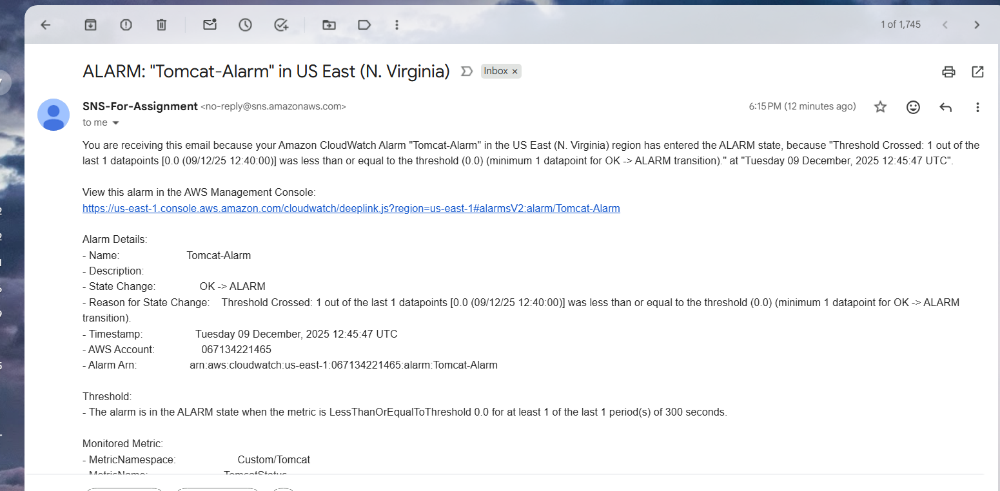 1 of 1,745
ALARM: "Tomcat-Alarm" in US East (N. Virginia) Inbox ×
SNS-For-Assignment <no-reply@sns.amazonaws.com> 6:15 PM (12 minutes ago)
to me
You are receiving this email because your Amazon CloudWatch Alarm "Tomcat-Alarm" in the US East (N. Virginia) region has entered the ALARM state, because "Threshold Crossed: 1 out of the
last 1 datapoints [0.0 (09/12/25 12:40:00)] was less than or equal to the threshold (0.0) (minimum 1 datapoint for OK -> ALARM transition)." at "Tuesday 09 December, 2025 12:45:47 UTC".
View this alarm in the AWS Management Console:
https://us-east-1.console.aws.amazon.com/cloudwatch/deeplink.js?region=us-east-1#alarmsV2:alarm/Tomcat-Alarm
Alarm Details:
- Name: Tomcat-Alarm
- Description:
- State Change: OK -> ALARM
- Reason for State Change: Threshold Crossed: 1 out of the last 1 datapoints [0.0 (09/12/25 12:40:00)] was less than or equal to the threshold (0.0) (minimum 1 datapoint for OK -> ALARM
transition).
- Timestamp: Tuesday 09 December, 2025 12:45:47 UTC
- AWS Account: 067134221465
- Alarm Arn: arn:aws:cloudwatch:us-east-1:067134221465:alarm:Tomcat-Alarm
Threshold:
- The alarm is in the ALARM state when the metric is LessThanOrEqualToThreshold 0.0 for at least 1 of the last 1 period(s) of 300 seconds.
Monitored Metric:
- MetricNamespace: Custom/Tomcat
- MetricName: TomcatStatus